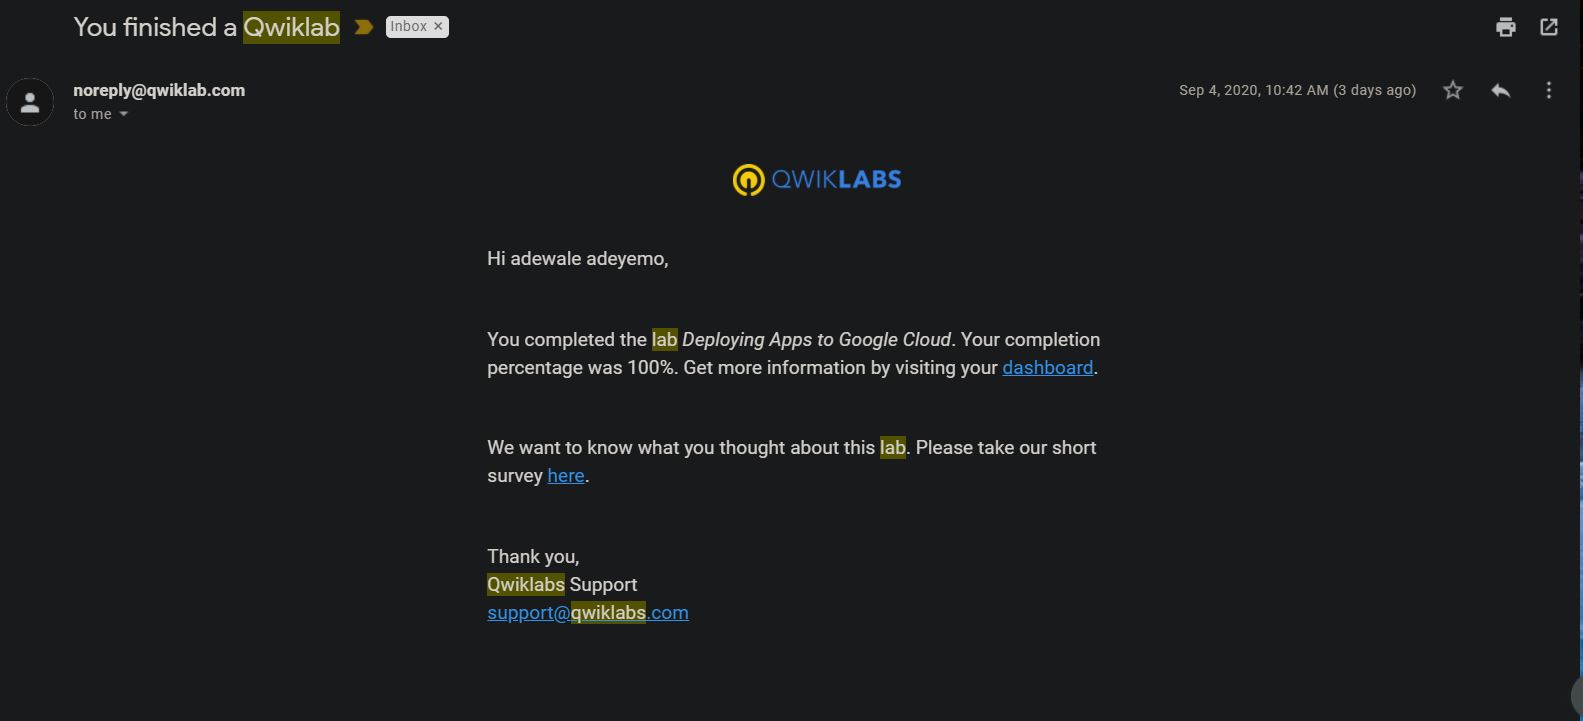 You finished a Qwiklab Inbox ×
noreply@qwiklab.com Sep 4, 2020, 10:42 AM (3 days ago)
to me
QWIKLABS
Hi adewale adeyemo,
You completed the lab Deploying Apps to Google Cloud. Your completion
percentage was 100%. Get more information by visiting your dashboard.
We want to know what you thought about this lab. Please take our short
survey here.
Thank you,
Qwiklabs Support
support@qwiklabs.com